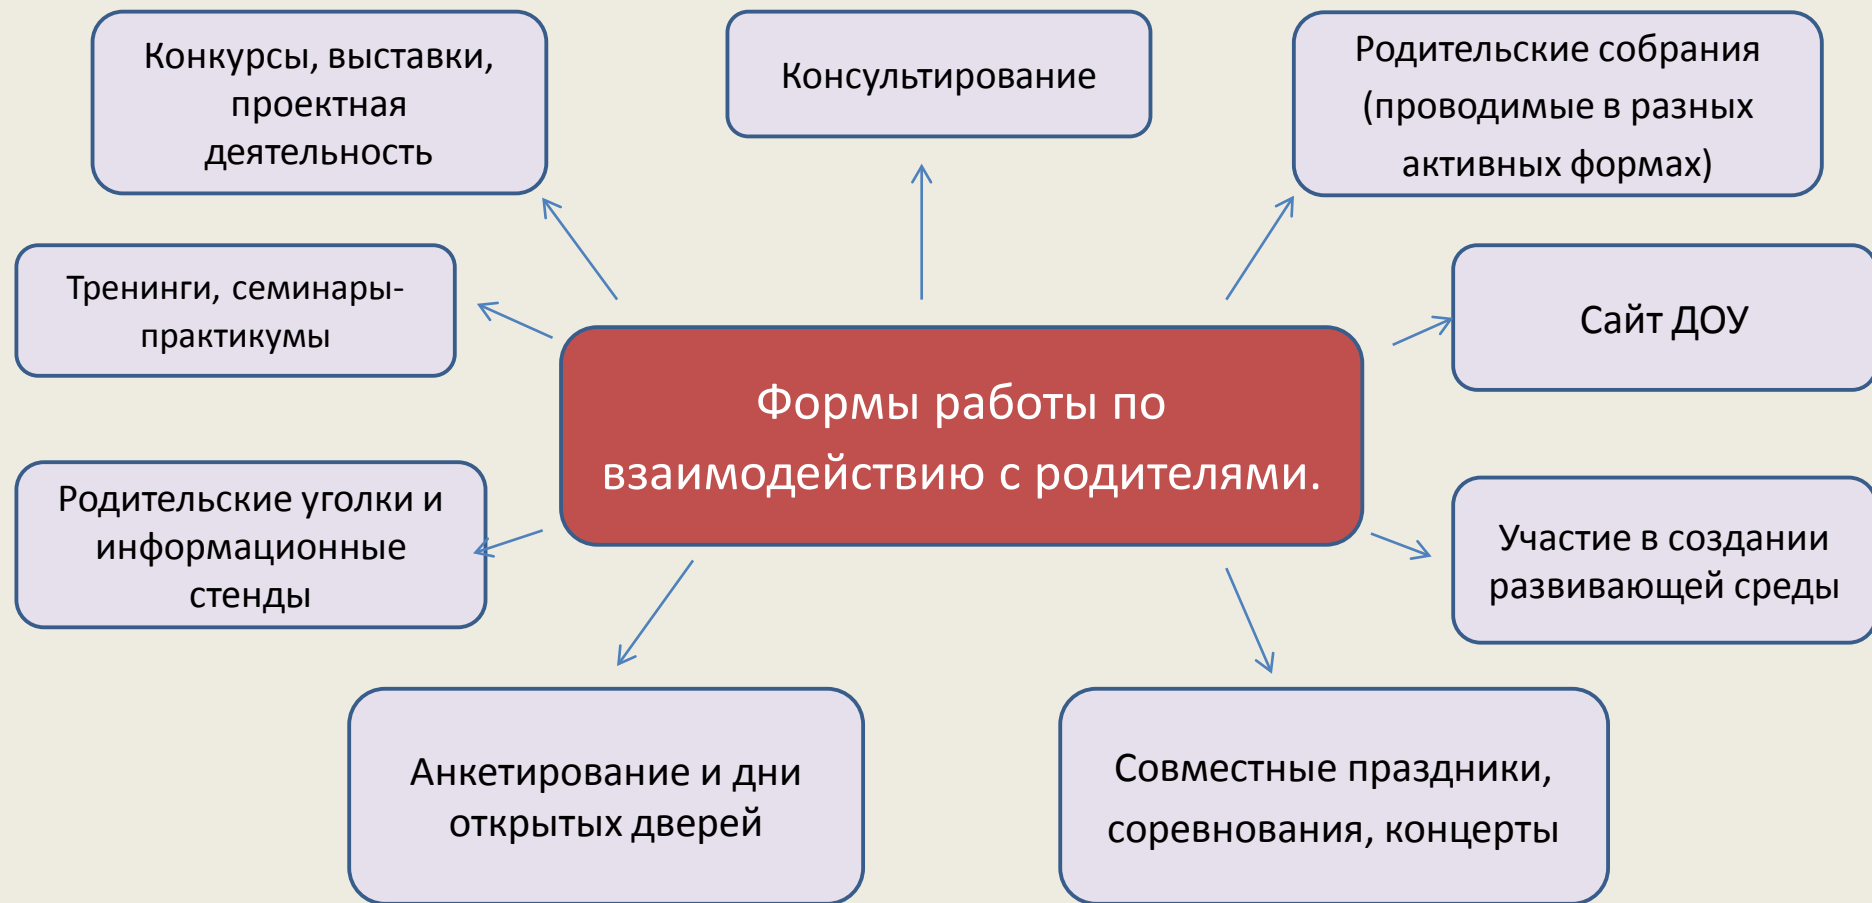 Конкурсы, выставки,
проектная
деятельность
Консультирование
Родительские собрания
(проводимые в разных
активных формах)
Тренинги, семинары-
практикумы
Сайт ДОУ
Формы работы по
взаимодействию с родителями.
Родительские уголки и
информационные
стенды
Участие в создании
развивающей среды
Анкетирование и дни
открытых дверей
Совместные праздники,
соревнования, концерты